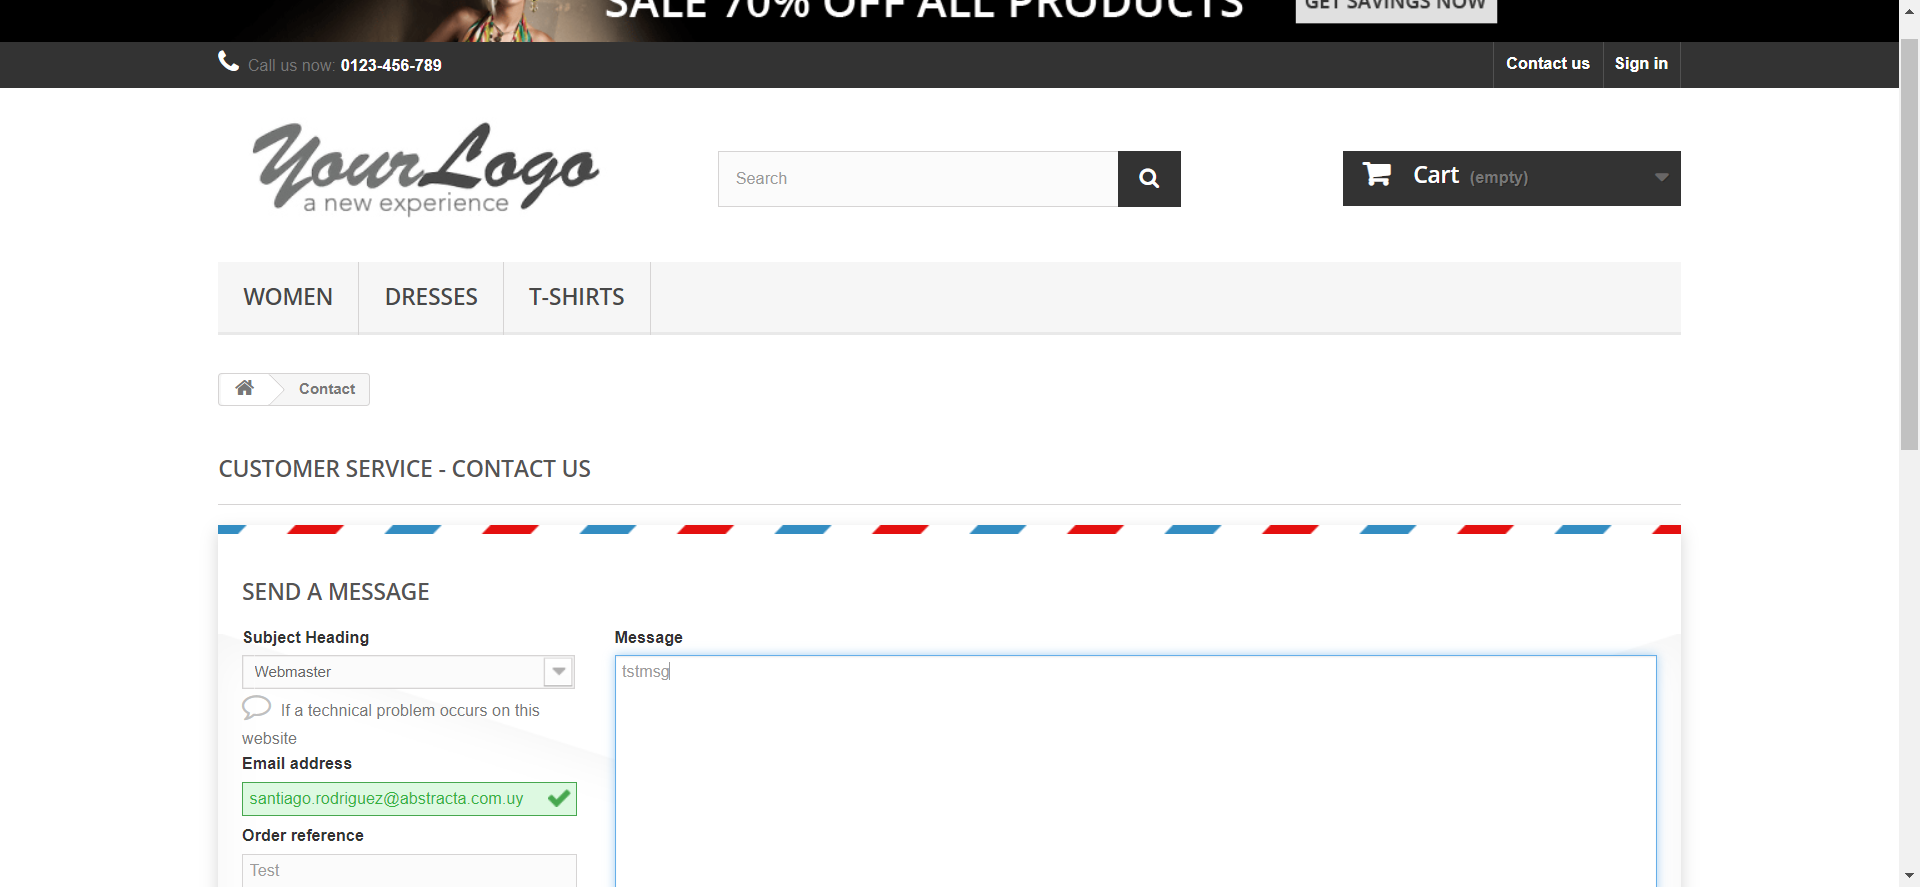 SALE 70% OFF ALL PRODUCTS GET SAVINGS NOW
Call us now: 0123-456-789 Contact us Sign in
Your Logo
a new experience
Search Cart (empty)
WOMEN DRESSES T-SHIRTS
Contact
CUSTOMER SERVICE - CONTACT US
SEND A MESSAGE
Subject Heading
Webmaster
If a technical problem occurs on this
website
Email address
santiago.rodriguez@abstracta.com.uy
Order reference
Test
Message
tstmsg